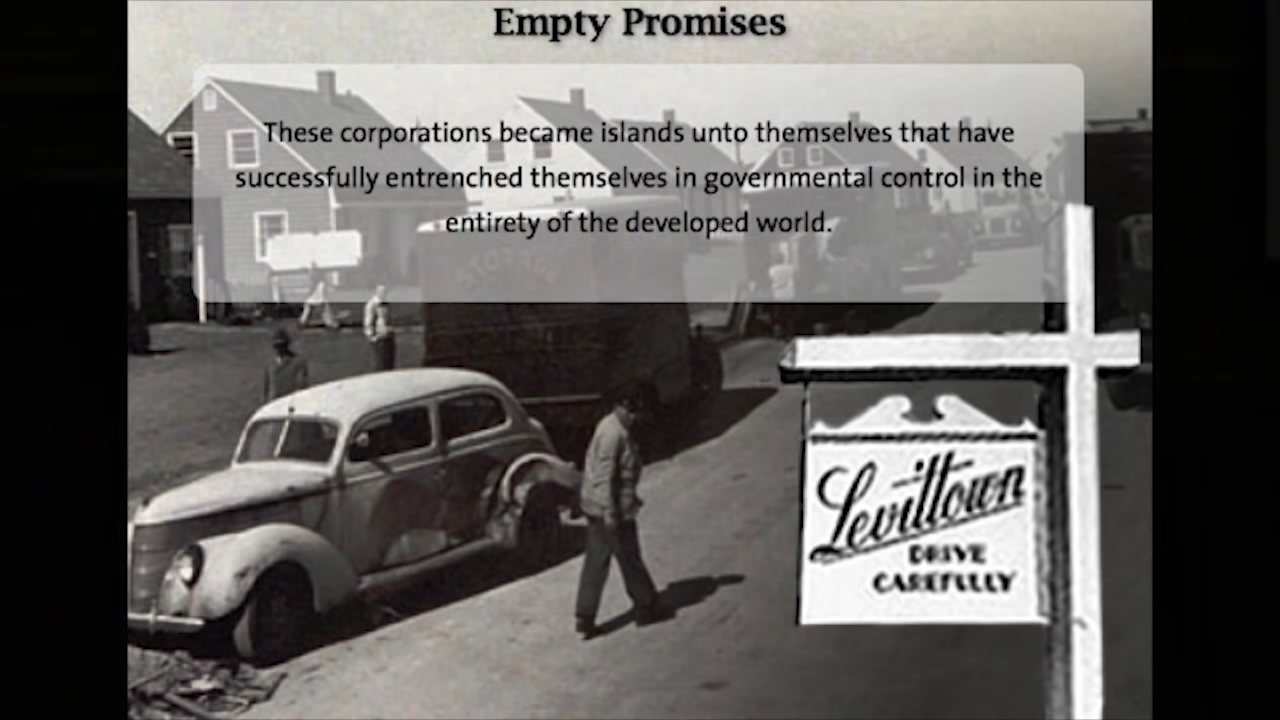 Empty Promises
These corporations became islands unto themselves that have
successfully entrenched themselves in governmental control in the
entirety of the developed world.
STORAGE
Levittown
DRIVE
CAREFULLY